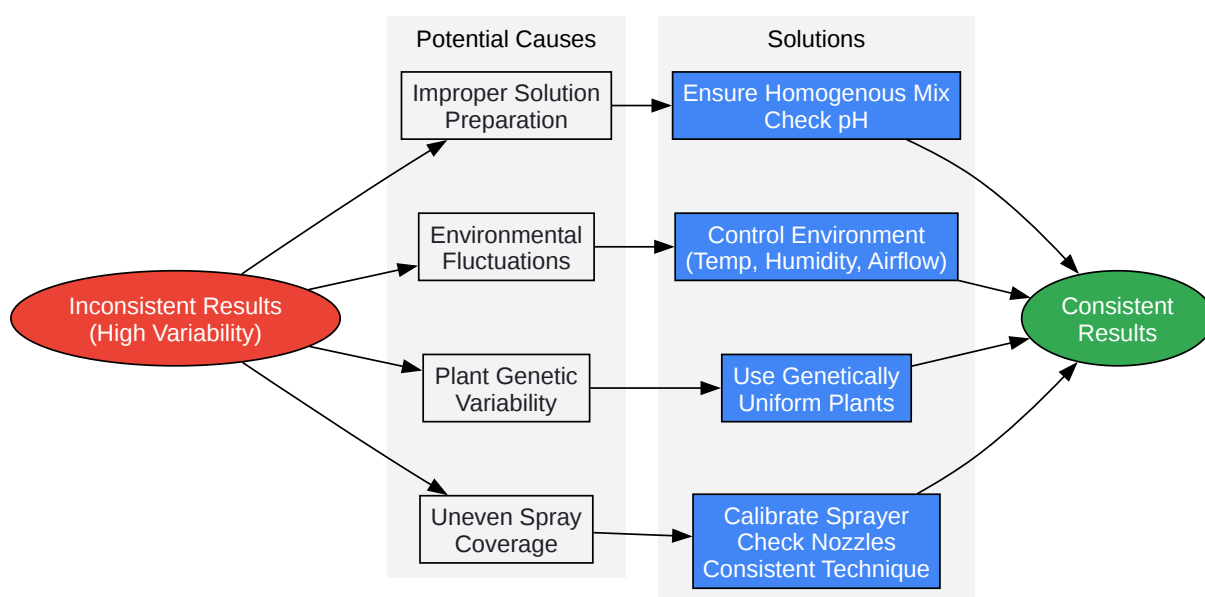 Potential Causes
Solutions
Improper Solution
Preparation
Ensure Homogenous Mix
Check pH
Environmental
Fluctuations
Control Environment
(Temp, Humidity, Airflow)
Inconsistent Results
(High Variability)
Consistent
Results
Plant Genetic
Variability
Use Genetically
Uniform Plants
Uneven Spray
Coverage
Calibrate Sprayer
Check Nozzles
Consistent Technique